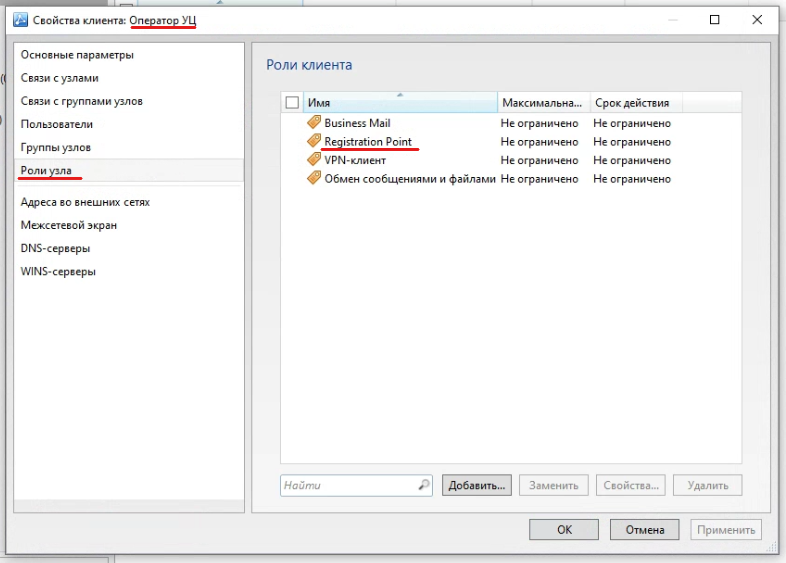 Свойства клиента: Оператор УЦ
Основные параметры
Связи с узлами
Связи с группами узлов
Пользователи
Группы узлов
Роли узла
Адреса во внешних сетях
Межсетевой экран
DNS-серверы
WINS-серверы
Роли клиента
Имя Максимальна... Срок действия
Business Mail Не ограничено Не ограничено
Registration Point Не ограничено Не ограничено
VPN-клиент Не ограничено Не ограничено
Обмен сообщениями и файлами Не ограничено Не ограничено
Найти Добавить... Заменить Свойства... Удалить
ОК Отмена Применить